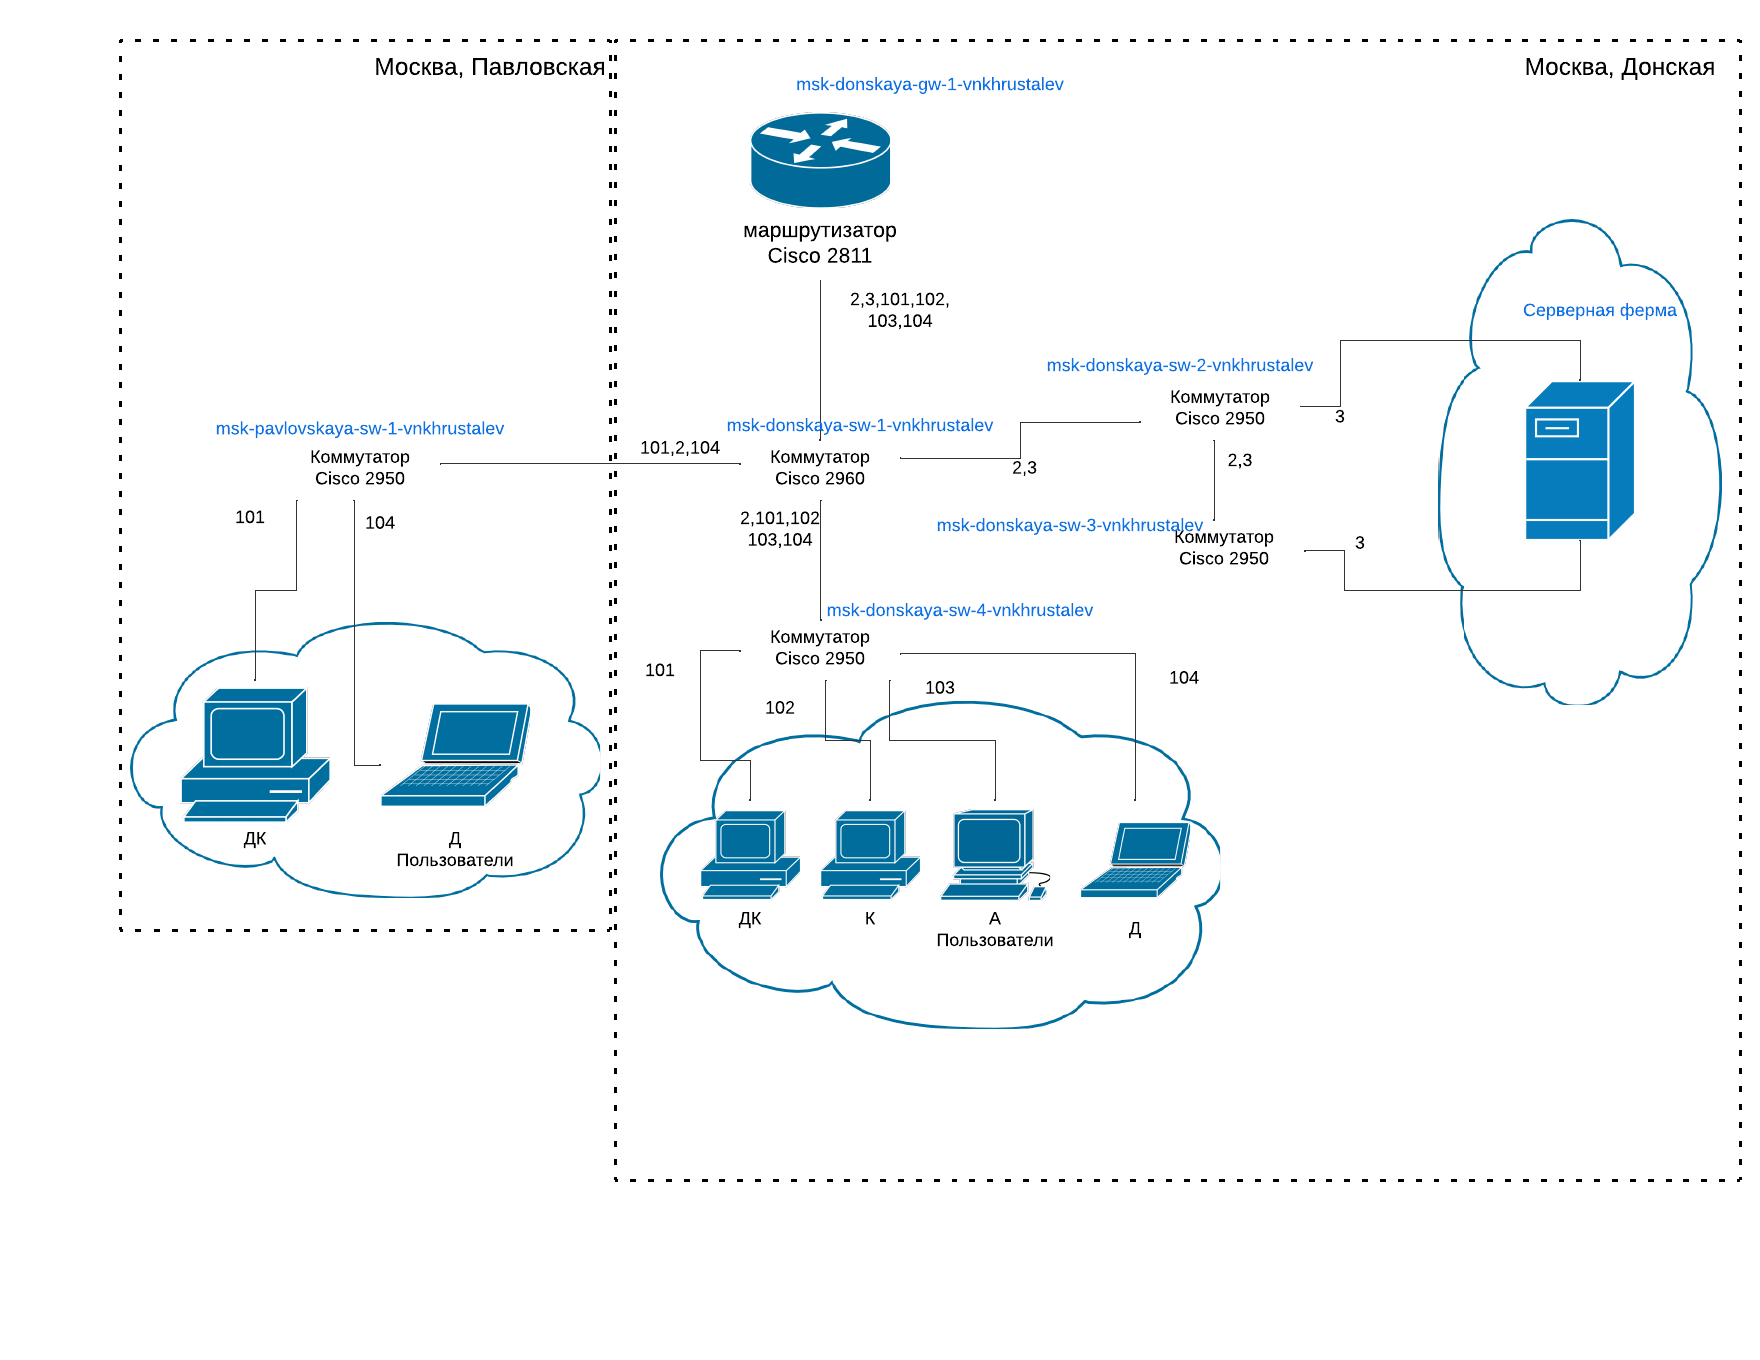 Москва, Павловская
Москва, Донская
msk-donskaya-gw-1-vnkhrustalev
маршрутизатор
Cisco 2811
2,3,101,102,
103,104
Серверная ферма
msk-donskaya-sw-2-vnkhrustalev
Коммутатор
Cisco 2950
3
msk-pavlovskaya-sw-1-vnkhrustalev
Коммутатор
Cisco 2950
101,2,104
msk-donskaya-sw-1-vnkhrustalev
Коммутатор
Cisco 2960
2,3
2,3
101
104
2,101,102
103,104
msk-donskaya-sw-3-vnkhrustalev
Коммутатор
Cisco 2950
3
msk-donskaya-sw-4-vnkhrustalev
Коммутатор
Cisco 2950
101
102
103
104
ДК
Д
Пользователи
ДК
К
А
Пользователи
Д